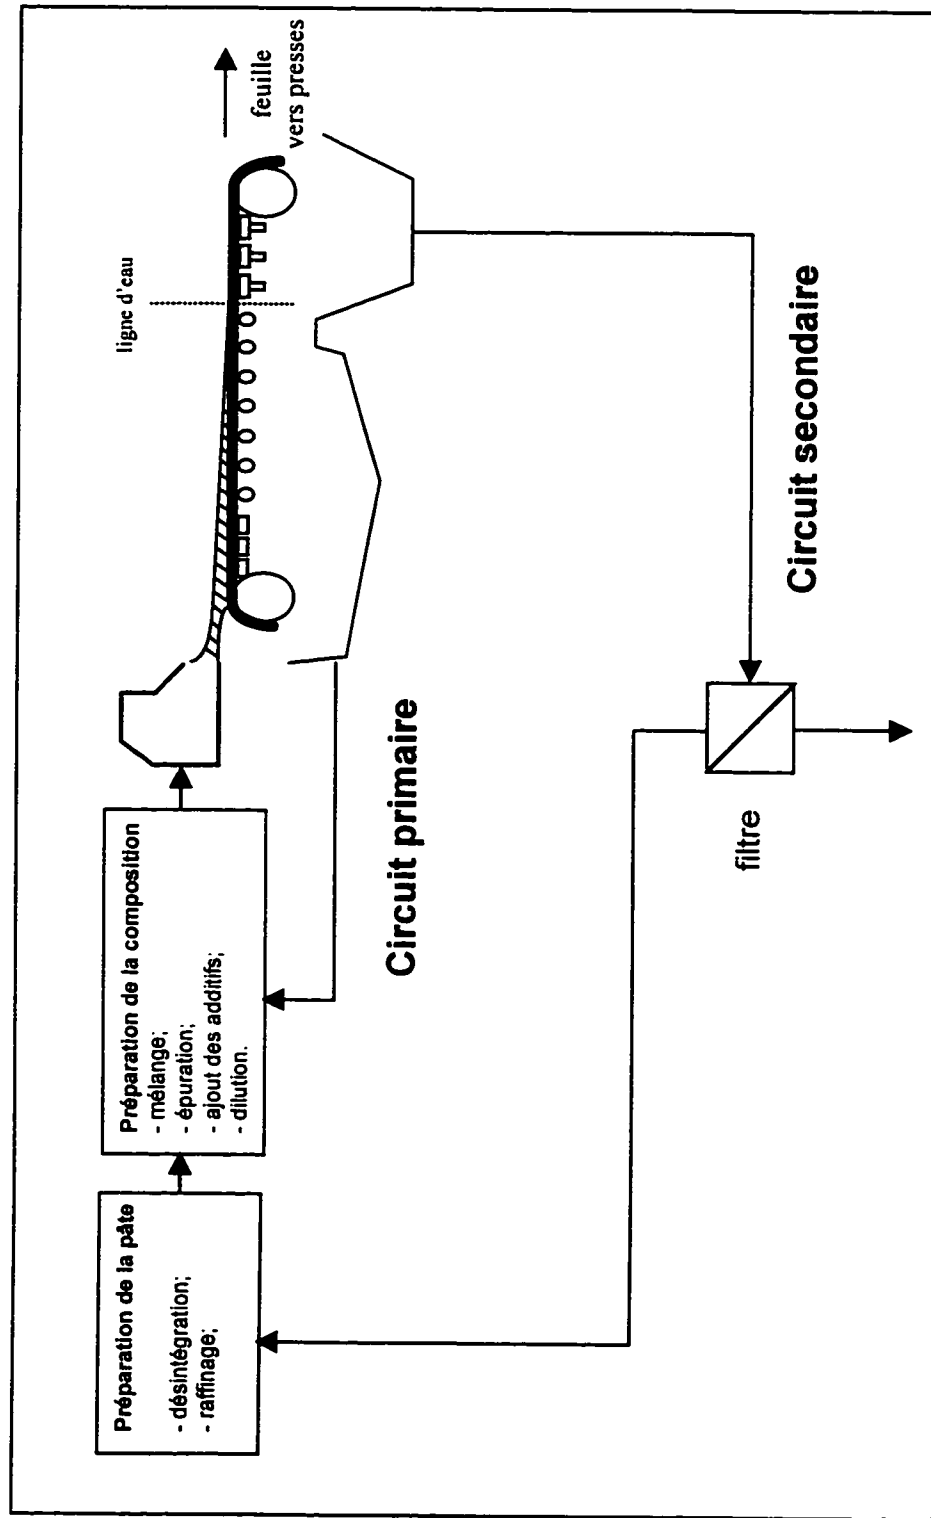 Préparation de la pâte
- désintégration;
- raffinage;
Préparation de la composition
- mélange;
- épuration;
- ajout des additifs;
- dilution.
ligne d'eau
feuille
vers presses
Circuit primaire
Circuit secondaire
filtre